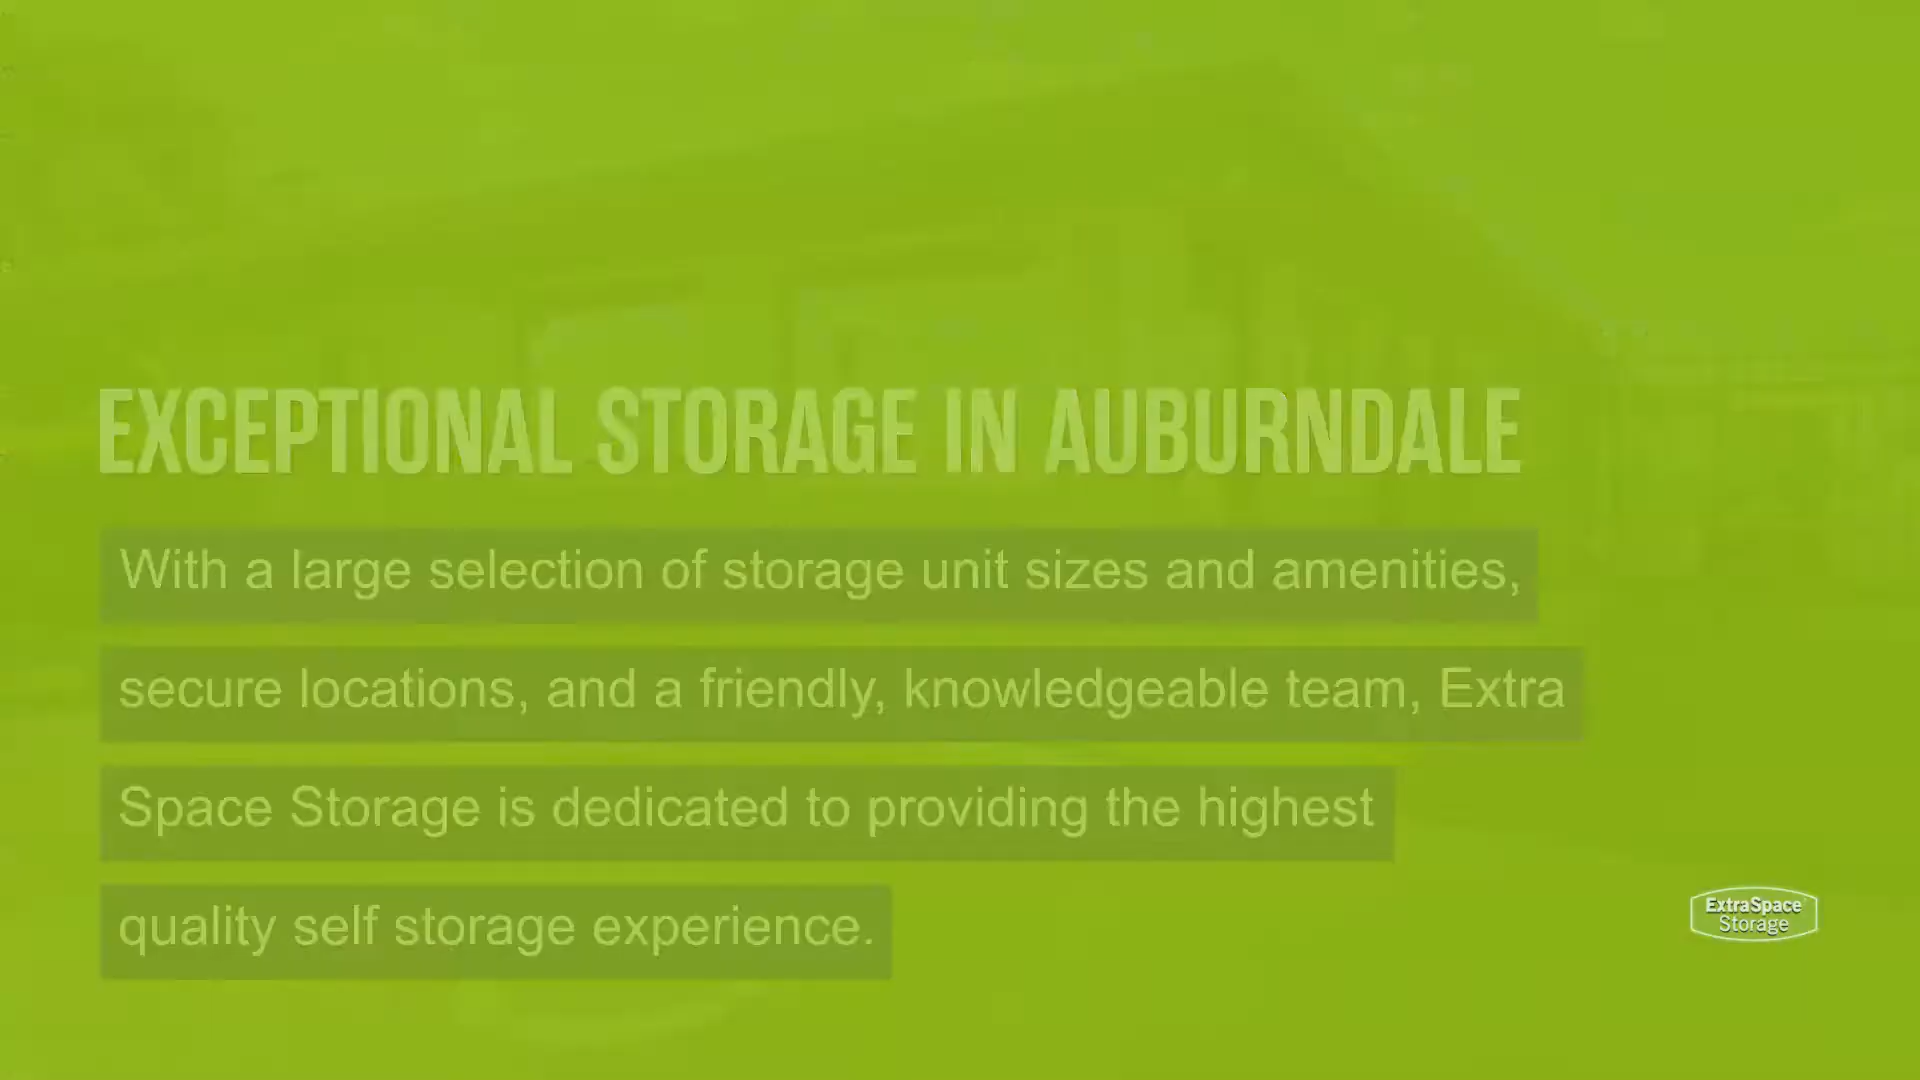 EXCEPTIONAL STORAGE IN AUBURNDALE
With a large selection of storage unit sizes and amenities,
secure locations, and a friendly, knowledgeable team, Extra
Space Storage is dedicated to providing the highest
quality self storage experience.
ExtraSpace
Storage